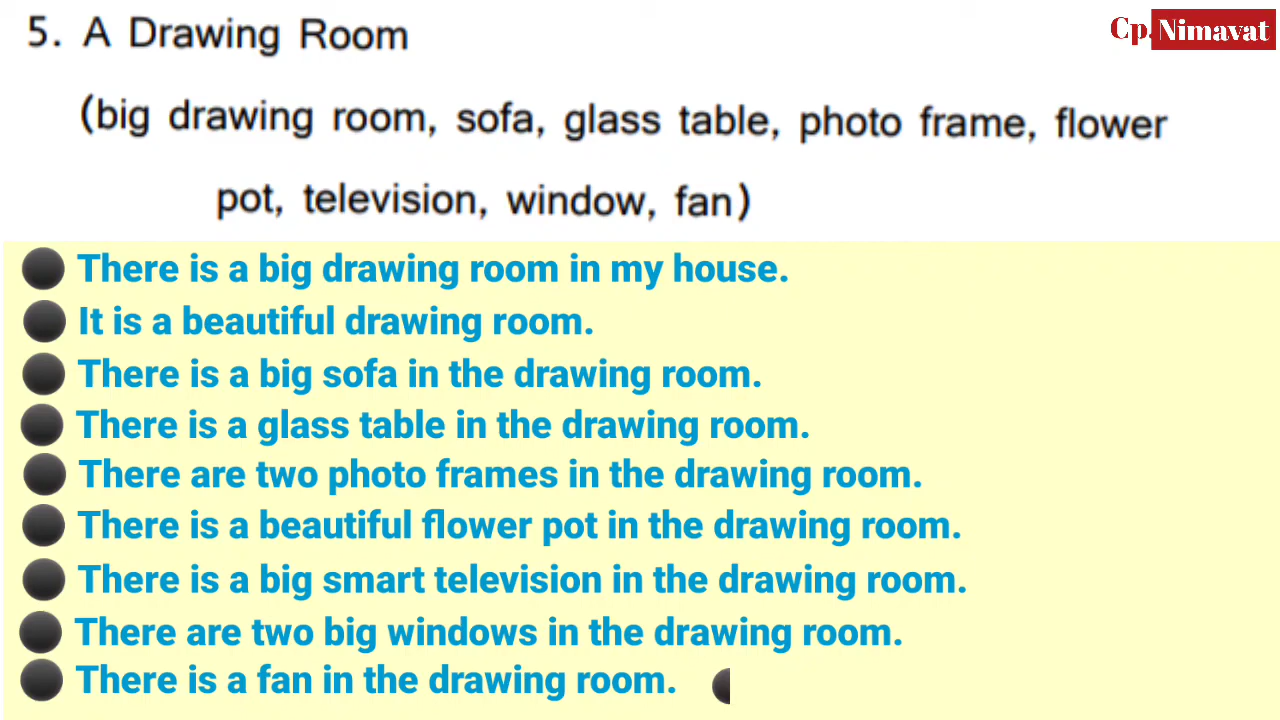 5. A Drawing Room
Cp. Nimavat
(big drawing room, sofa, glass table, photo frame, flower
pot, television, window, fan)
There is a big drawing room in my house.
It is a beautiful drawing room.
There is a big sofa in the drawing room.
There is a glass table in the drawing room.
There are two photo frames in the drawing room.
There is a beautiful flower pot in the drawing room.
There is a big smart television in the drawing room.
There are two big windows in the drawing room.
There is a fan in the drawing room.